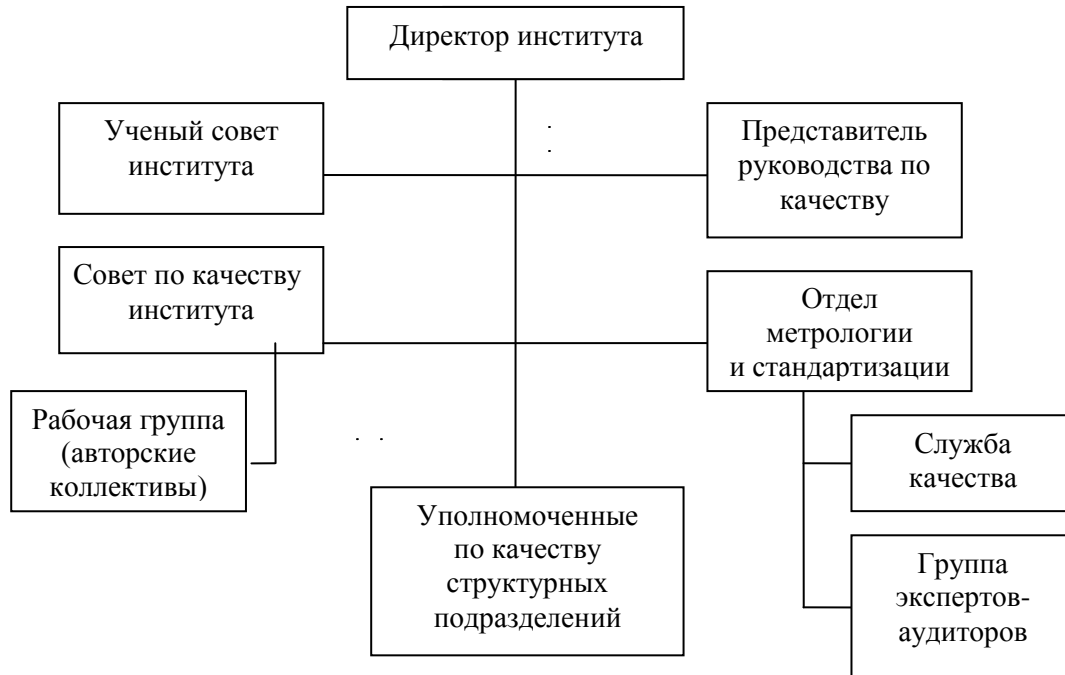 Директор института
Ученый совет
института
Представитель
руководства по
качеству
Совет по качеству
института
Отдел
метрологии
и стандартизации
Рабочая группа
(авторские
коллективы)
Служба
качества
Уполномоченные
по качеству
структурных
подразделений
Группа
экспертов-
аудиторов